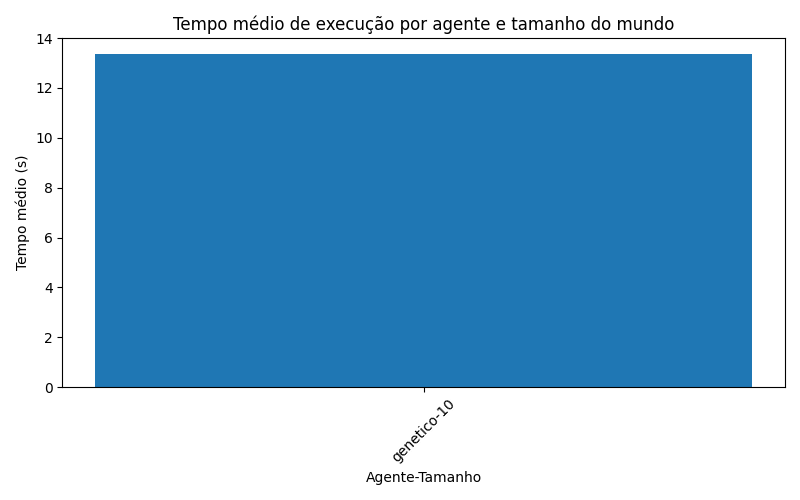 Tempo médio de execução por agente e tamanho do mundo
14
12
10
8
6
4
2
0
Tempo médio (s)
genetico-10
Agente-Tamanho